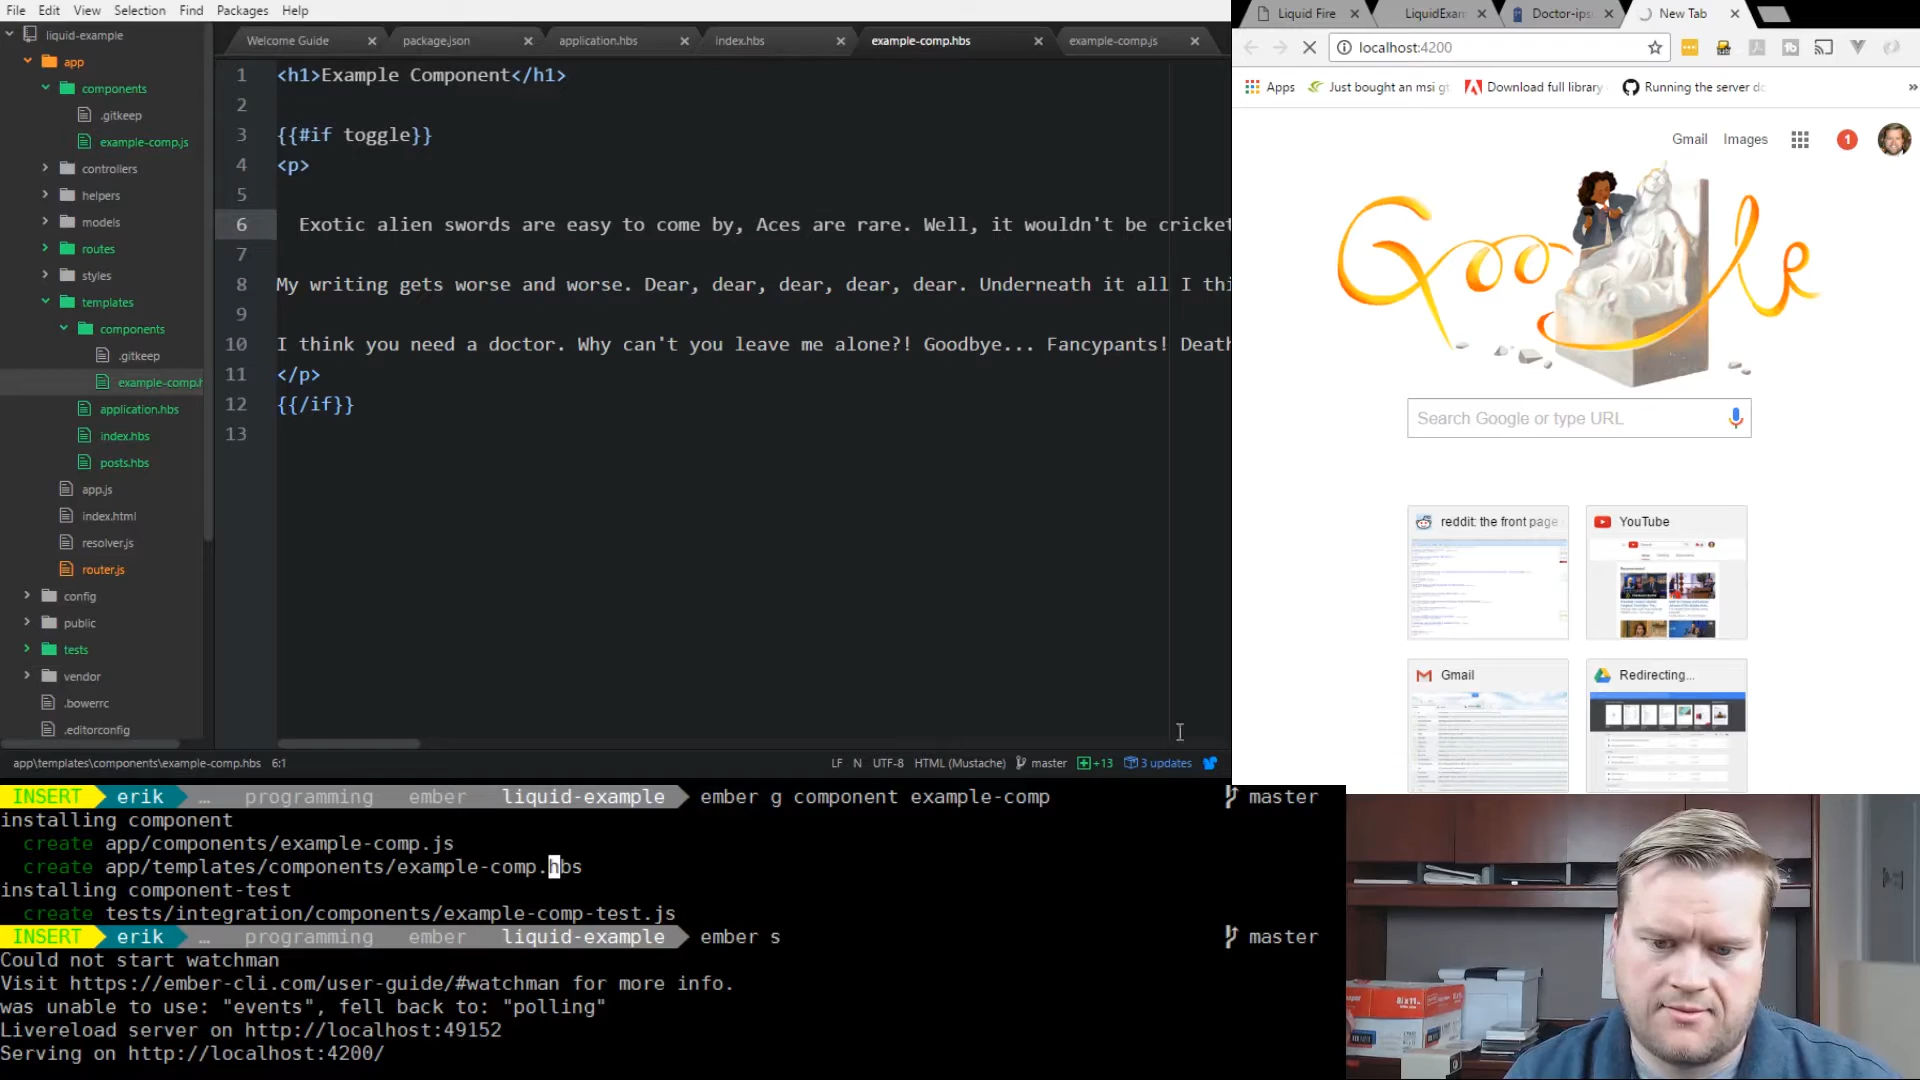 File Edit View Selection Find Packages Help
liquid-example
app
components
.gitkeep
example-comp.js
controllers
helpers
models
routes
styles
templates
components
.gitkeep
example-comp.h
application.hbs
index.hbs
posts.hbs
app.js
index.html
resolver.js
router.js
config
public
tests
vendor
.bowerrc
.editorconfig
Welcome Guide package.json application.hbs index.hbs example-comp.hbs example-comp.js
1 <h1>Example Component</h1>
2
3 {{#if toggle}}
4 <p>
5
6 Exotic alien swords are easy to come by, Aces are rare. Well, it wouldn't be cricket
7
8 My writing gets worse and worse. Dear, dear, dear, dear, dear. Underneath it all I thi
9
10 I think you need a doctor. Why can't you leave me alone?! Goodbye... Fancypants! Death
11 </p>
12 {{/if}}
13
app\templates\components\example-comp.hbs 6:1 LF N UTF-8 HTML (Mustache) master +13 3 updates
INSERT erik … programming ember liquid-example ember g component example-comp master
installing component
create app/components/example-comp.js
create app/templates/components/example-comp.hbs
installing component-test
create tests/integration/components/example-comp-test.js
INSERT erik … programming ember liquid-example ember s master
Could not start watchman
Visit https://ember-cli.com/user-guide/#watchman for more info.
was unable to use: "events", fell back to: "polling"
Livereload server on http://localhost:49152
Serving on http://localhost:4200/
Liquid Fire LiquidExam Doctor-ips New Tab
localhost:4200
Apps Just bought an msi gt Download full library Running the server do »
Gmail Images 1
Google
Search Google or type URL
reddit: the front page YouTube
Gmail Redirecting...